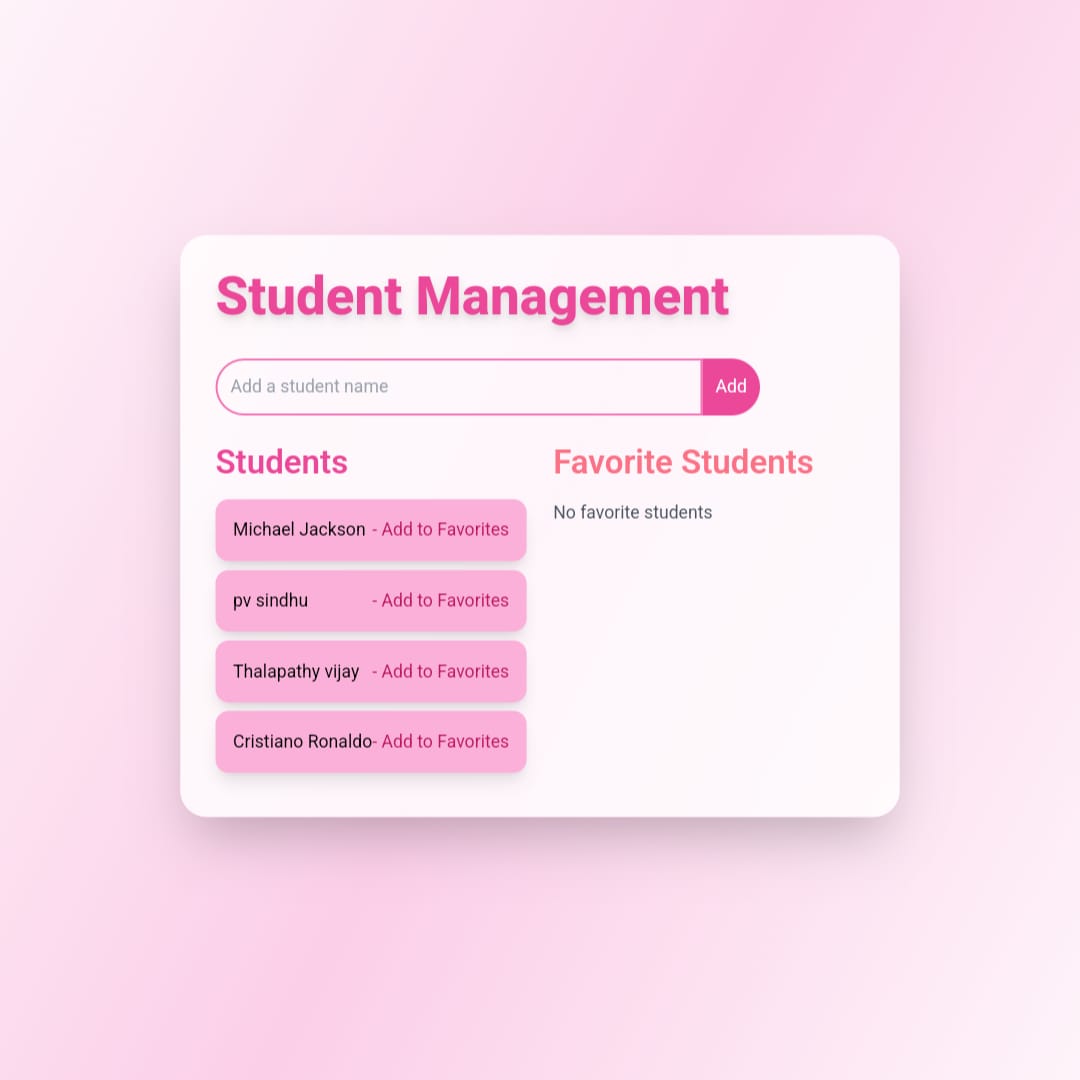 Student Management
Add a student name
Add
Students
Michael Jackson - Add to Favorites
pv sindhu - Add to Favorites
Thalapathy vijay - Add to Favorites
Cristiano Ronaldo- Add to Favorites
Favorite Students
No favorite students